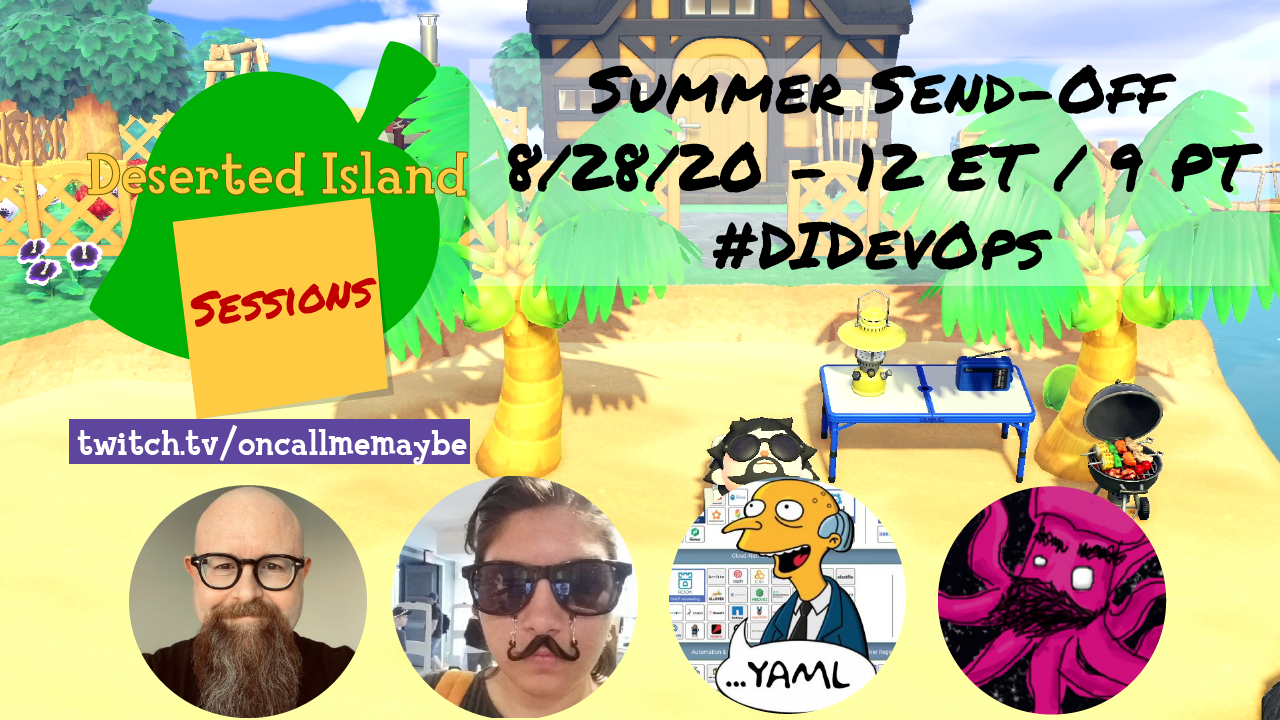 Deserted Island
Sessions
Summer Send-Off
8/28/20 - 12 ET / 9 PT
#DIDevOps
twitch.tv/oncallmemaybe
...YAML